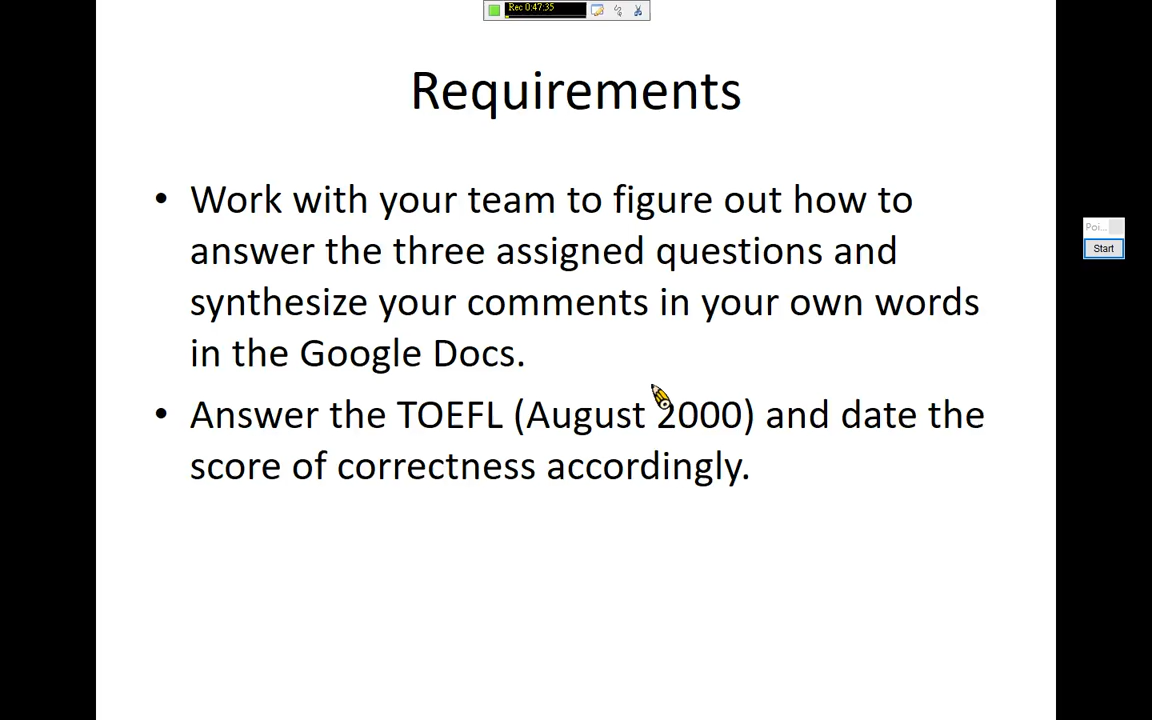 Rec 0:47:35
Requirements
• Work with your team to figure out how to
answer the three assigned questions and
synthesize your comments in your own words
in the Google Docs.
• Answer the TOEFL (August 2000) and date the
score of correctness accordingly.
Poi...
Start